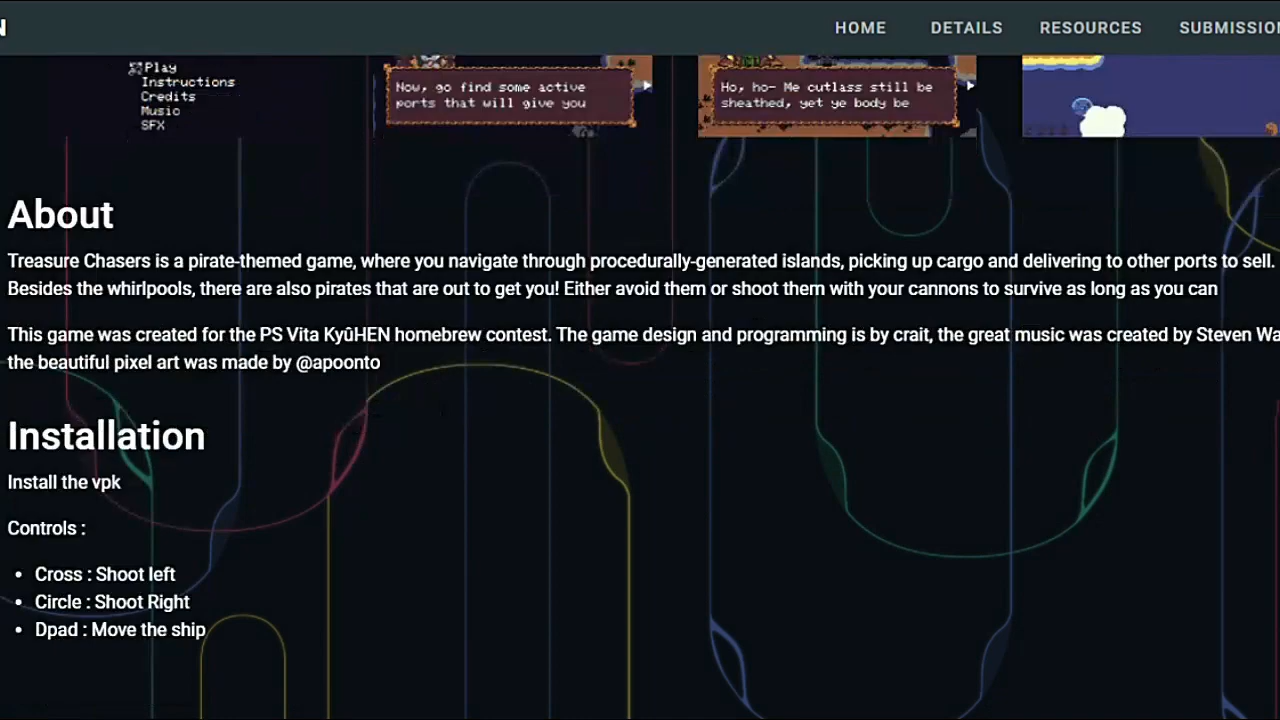 N
HOME DETAILS RESOURCES SUBMISSION
Play
Instructions
Credits
Music
SFX
Now, go find some active
ports that will give you
Ho, ho- Me cutlass still be
sheathed, yet ye body be
About
Treasure Chasers is a pirate-themed game, where you navigate through procedurally-generated islands, picking up cargo and delivering to other ports to sell.
Besides the whirlpools, there are also pirates that are out to get you! Either avoid them or shoot them with your cannons to survive as long as you can
This game was created for the PS Vita KyûHEN homebrew contest. The game design and programming is by crait, the great music was created by Steven
the beautiful pixel art was made by @apoonto
Installation
Install the vpk
Controls :
• Cross : Shoot left
• Circle : Shoot Right
• Dpad : Move the ship